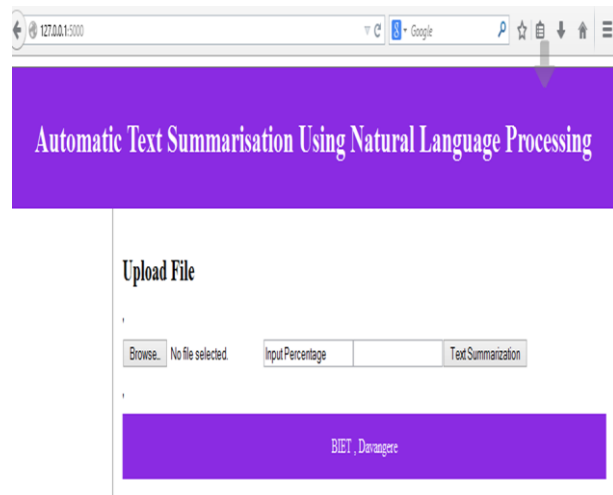 127.0.0.1:5000
8 Google
Automatic Text Summarisation Using Natural Language Processing
Upload File
,
Browse.. No file selected. Input Percentage Text Summarization
,
BIET , Davangere